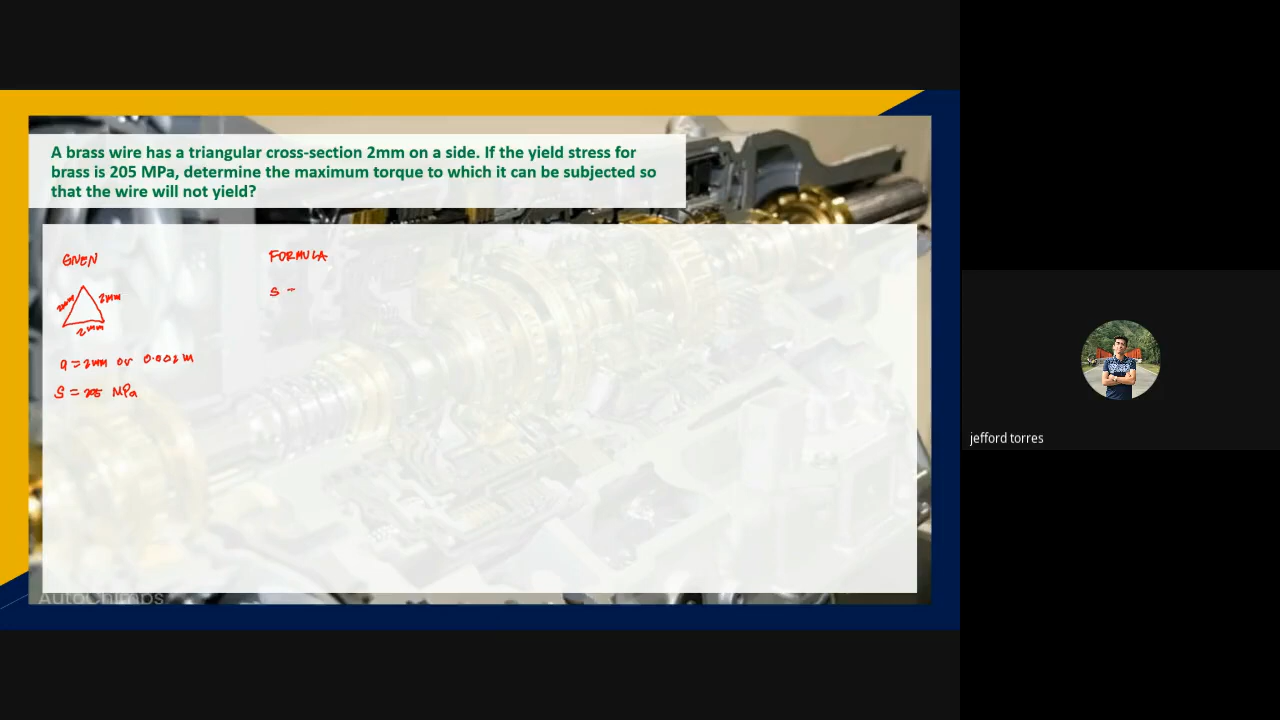 A brass wire has a triangular cross-section 2mm on a side. If the yield stress for
brass is 205 MPa, determine the maximum torque to which it can be subjected so
that the wire will not yield?
GIVEN
FORMULA
S =
2mm 2mm
2mm
a = 2mm or 0.002 m
S = 205 MPa
AutoChimps
jefford torres